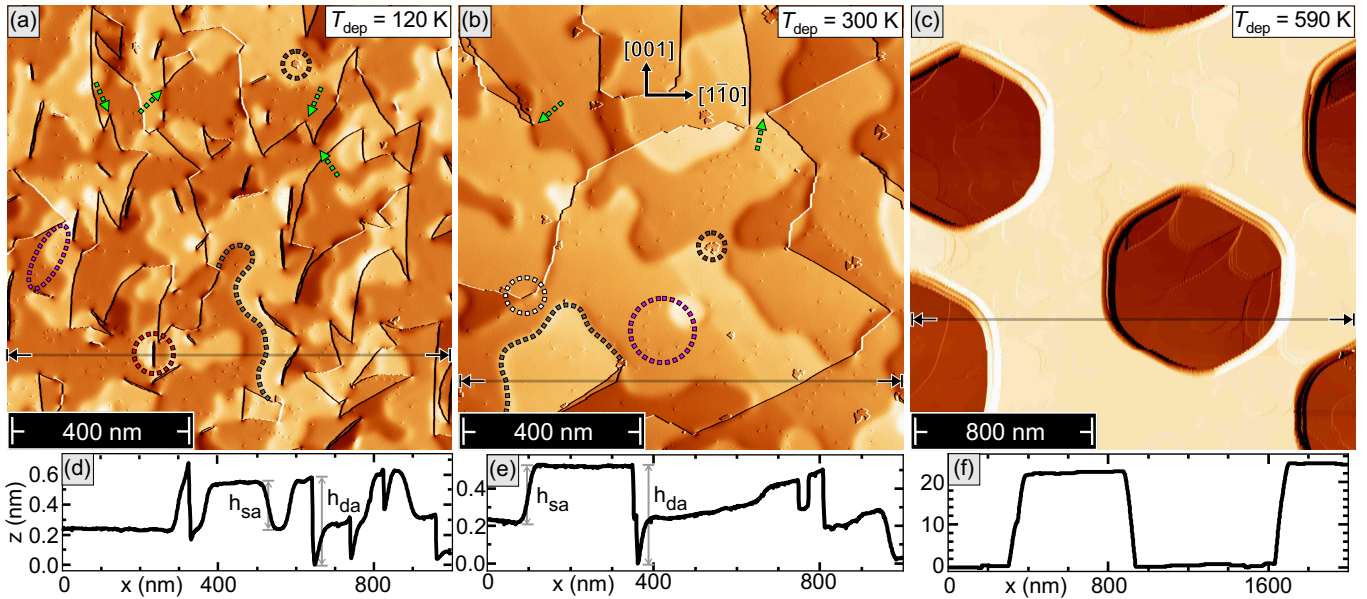 (a)
T_dep = 120 K
400 nm
(b)
T_dep = 300 K
[001]
[11̄0]
400 nm
(c)
T_dep = 590 K
800 nm
(d)
z (nm)
0.6
0.4
0.2
0.0
h_sa
h_da
0
400
800
x (nm)
(e)
0.4
0.2
0.0
h_sa
h_da
0
400
800
x (nm)
(f)
20
10
0
0
800
1600
x (nm)